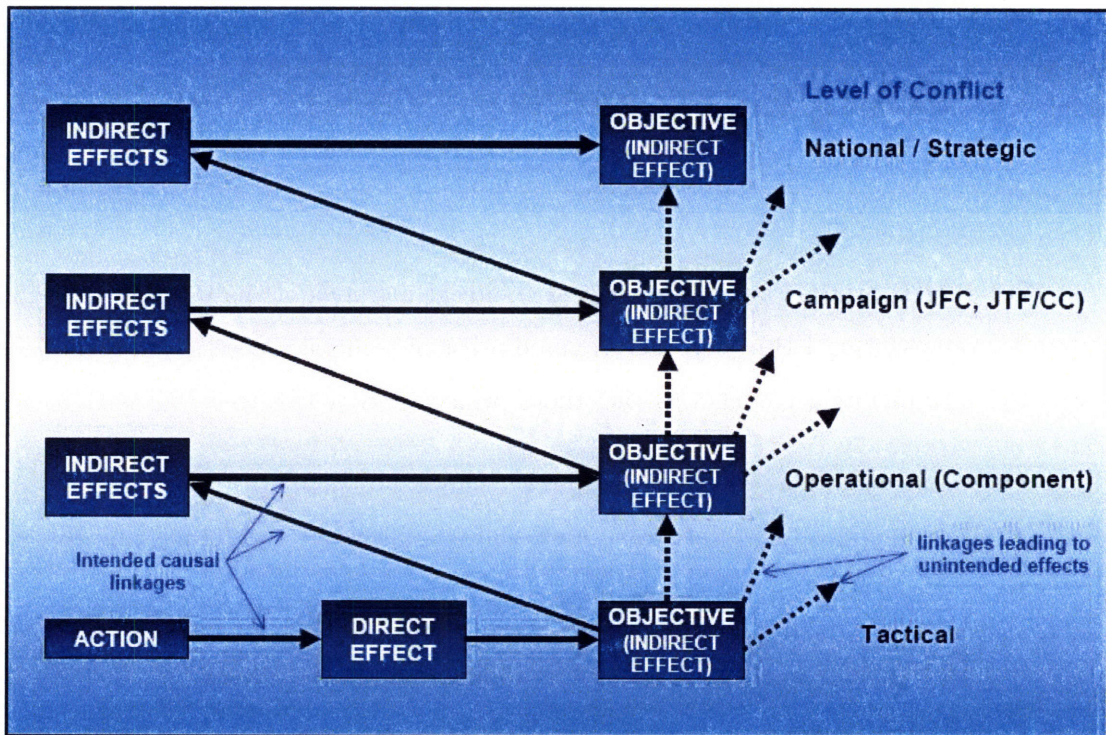 Level of Conflict
INDIRECT
EFFECTS
OBJECTIVE
(INDIRECT
EFFECT)
National / Strategic
INDIRECT
EFFECTS
OBJECTIVE
(INDIRECT
EFFECT)
Campaign (JFC, JTF/CC)
INDIRECT
EFFECTS
OBJECTIVE
(INDIRECT
EFFECT)
Operational (Component)
Intended causal
linkages
linkages leading to
unintended effects
ACTION
DIRECT
EFFECT
OBJECTIVE
(INDIRECT
EFFECT)
Tactical